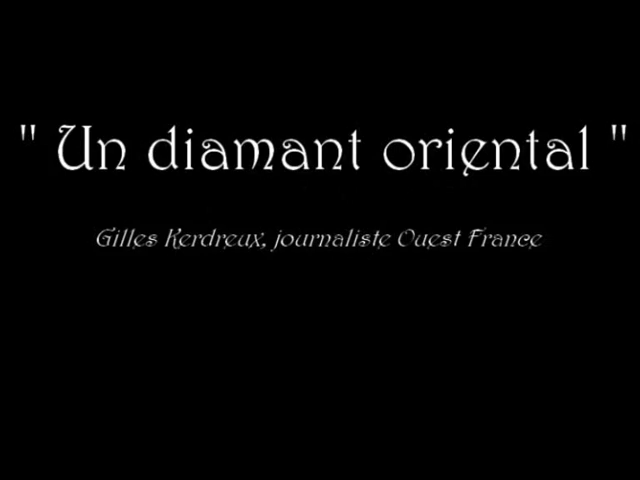 " Un diamant oriental "
Gilles Kerdreux, journaliste Ouest France